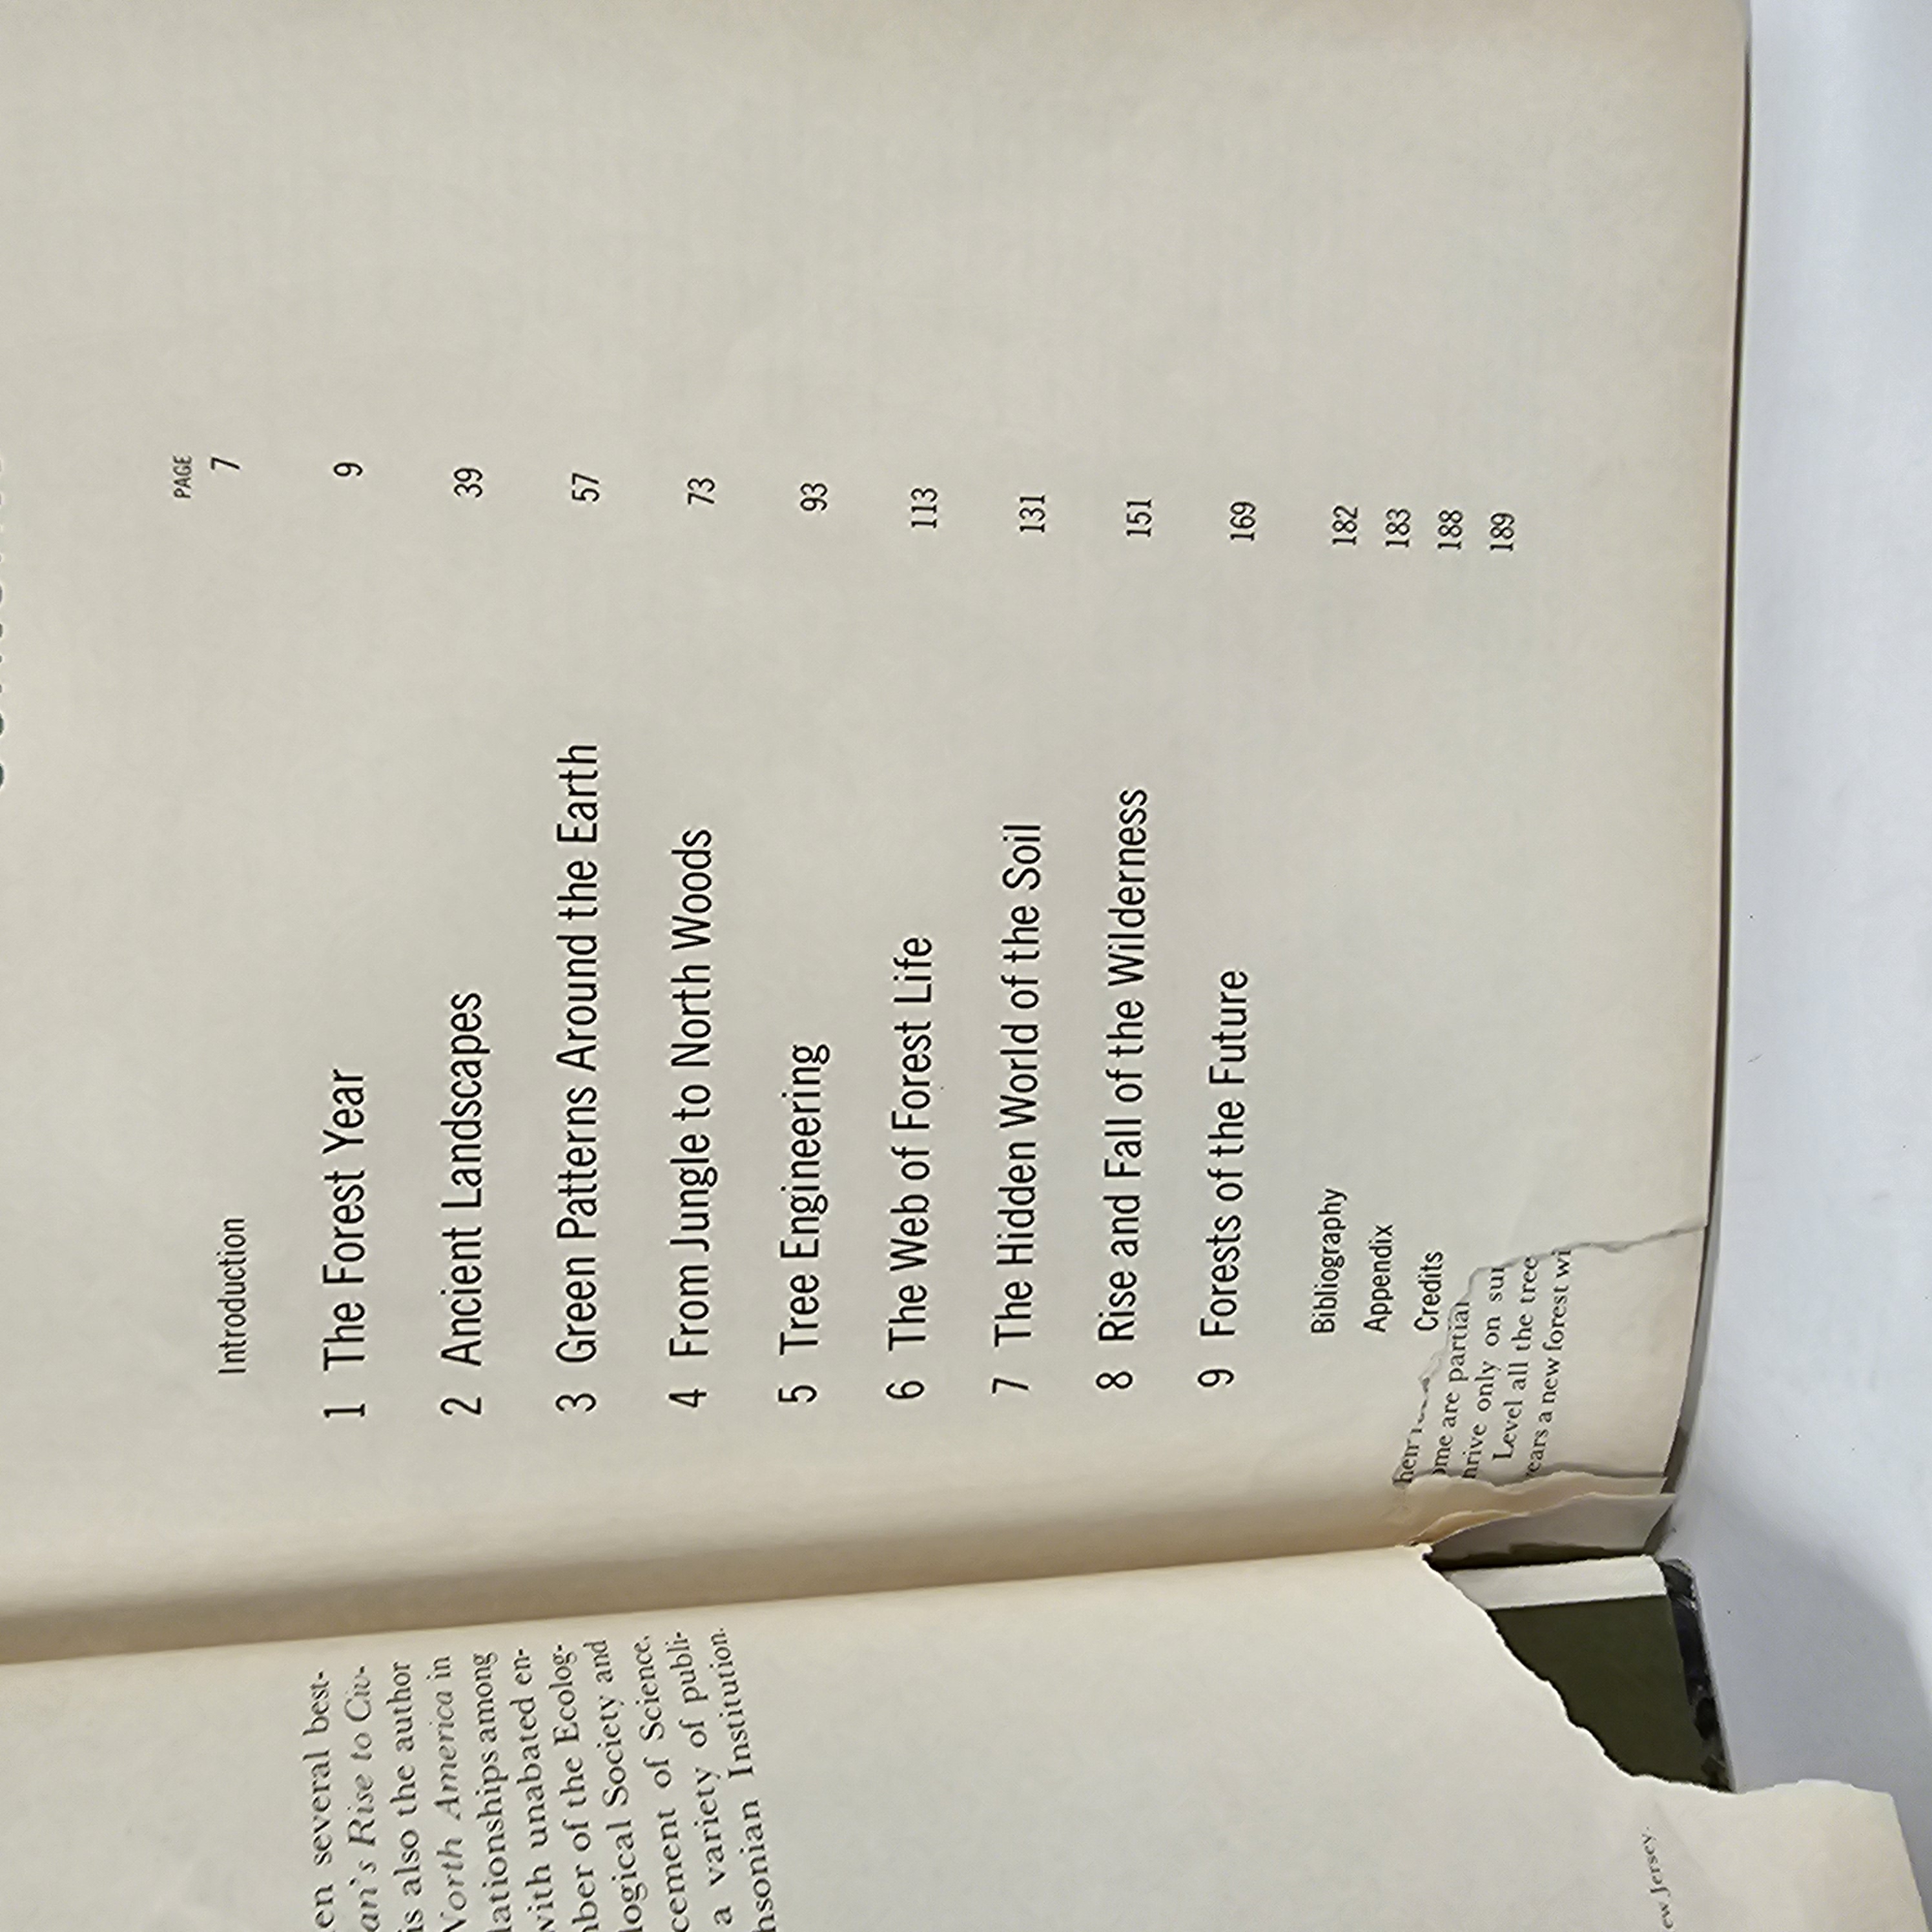 en several best-
an's Rise to Civ-
is also the author
North America in
lationships among
with unabated en-
ber of the Ecolog-
logical Society and
cement of Science,
a variety of publi-
hsonian Institution.
ew Jersey.
PAGE
Introduction 7
1 The Forest Year 9
2 Ancient Landscapes 39
3 Green Patterns Around the Earth 57
4 From Jungle to North Woods 73
5 Tree Engineering 93
6 The Web of Forest Life 113
7 The Hidden World of the Soil 131
8 Rise and Fall of the Wilderness 151
9 Forests of the Future 169
Bibliography 182
Appendix 183
Credits 188
189
heir
ome are partial
hrive only on sun
Level all the tree
ears a new forest wi